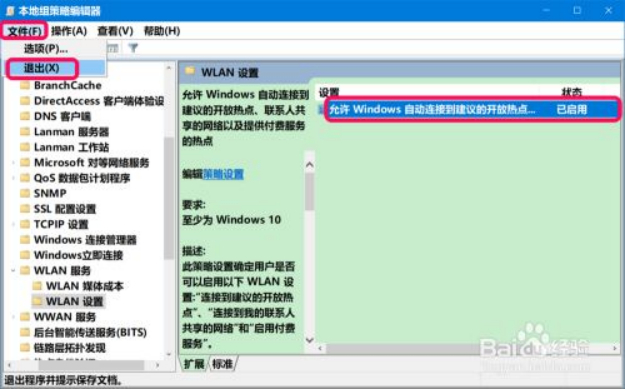 本地组策略编辑器
文件(F) 操作(A) 查看(V) 帮助(H)
选项(P)...
退出(X)
BranchCache
DirectAccess 客户端体验设
DNS 客户端
Lanman 服务器
Lanman 工作站
Microsoft 对等网络服务
QoS 数据包计划程序
SNMP
SSL 配置设置
TCPIP 设置
Windows 连接管理器
Windows立即连接
WLAN 服务
WLAN 媒体成本
WLAN 设置
WWAN 服务
后台智能传送服务(BITS)
链路层拓扑发现
WLAN 设置
允许 Windows 自动连接到
建议的开放热点、联系人共
享的网络以及提供付费服务
的热点
编辑策略设置
要求:
至少为 Windows 10
描述:
此策略设置确定用户是否
可以启用以下 WLAN 设
置:"连接到建议的开放热
点"、"连接到我的联系人
共享的网络"和"启用付费
服务"。
设置 状态
允许 Windows 自动连接到建议的开放热点... 已启用
扩展 标准
退出程序并提示保存文档。
Baidu 百科经验
jingyan.baidu.com